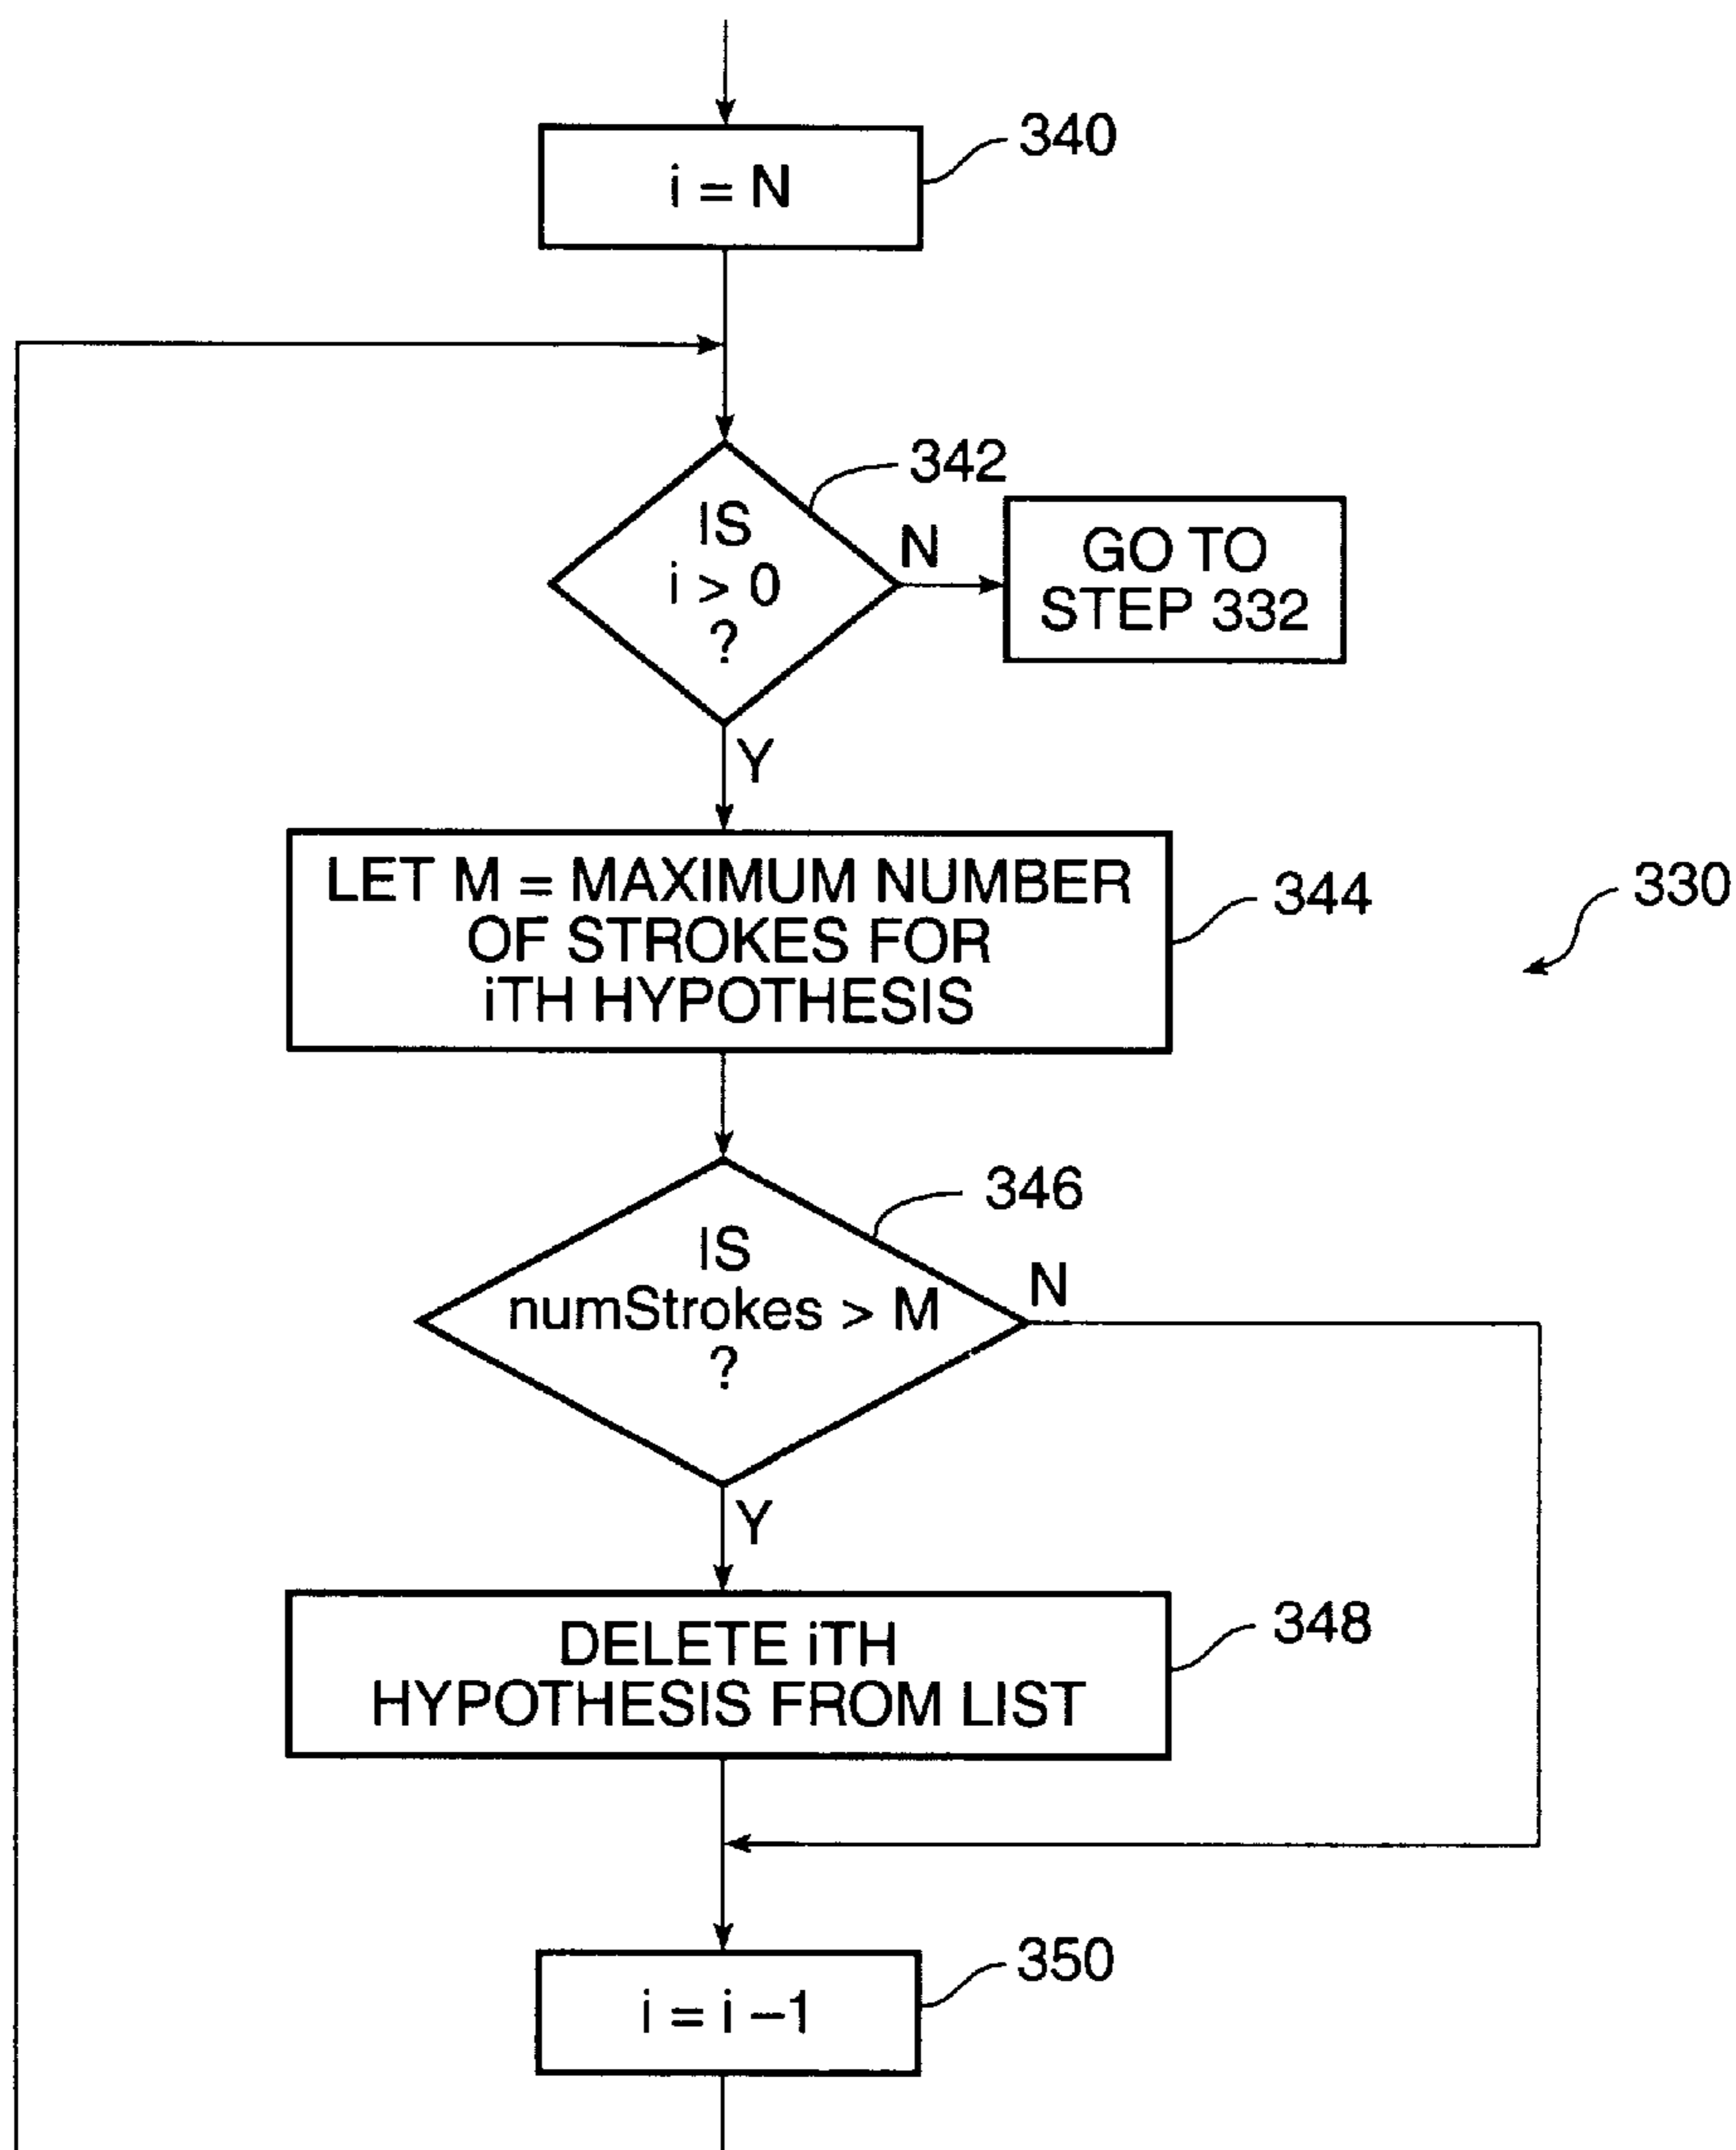 340
i = N
342
IS
i > 0
?
N
GO TO
STEP 332
Y
LET M = MAXIMUM NUMBER
OF STROKES FOR
iTH HYPOTHESIS
344
330
346
IS
numStrokes > M
?
N
Y
DELETE iTH
HYPOTHESIS FROM LIST
348
350
i = i –1